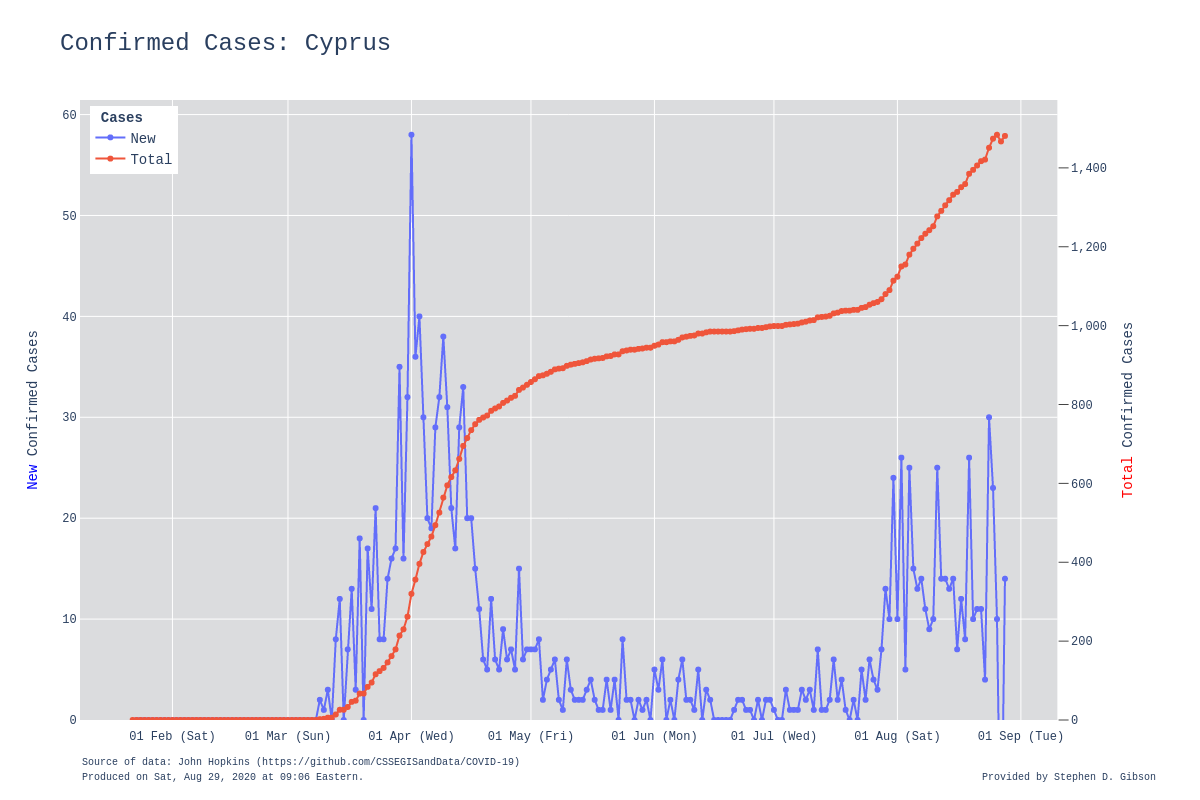 Confirmed Cases: Cyprus
Cases
New
Total
60
50
40
30
20
10
0
1,400
1,200
1,000
800
600
400
200
0
New Confirmed Cases
Total Confirmed Cases
01 Feb (Sat) 01 Mar (Sun) 01 Apr (Wed) 01 May (Fri) 01 Jun (Mon) 01 Jul (Wed) 01 Aug (Sat) 01 Sep (Tue)
Source of data: John Hopkins (https://github.com/CSSEGISandData/COVID-19)
Produced on Sat, Aug 29, 2020 at 09:06 Eastern.
Provided by Stephen D. Gibson